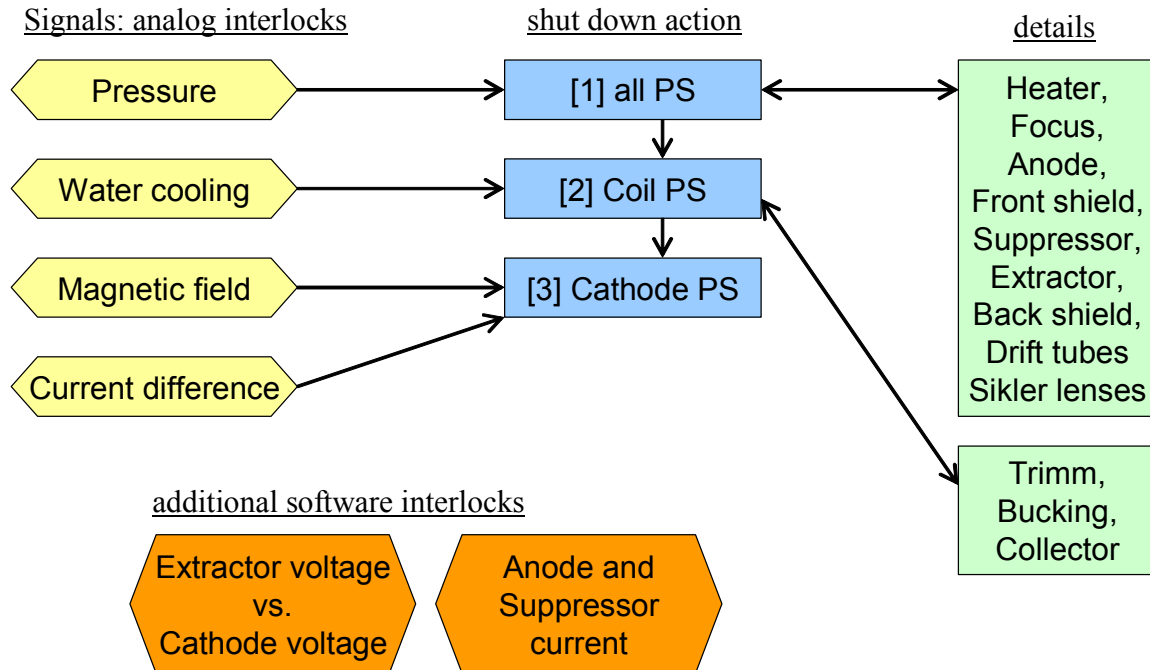 Signals: analog interlocks
shut down action
details
Pressure
[1] all PS
Water cooling
[2] Coil PS
Magnetic field
[3] Cathode PS
Current difference
Heater,
Focus,
Anode,
Front shield,
Suppressor,
Extractor,
Back shield,
Drift tubes
Sikler lenses
Trimm,
Bucking,
Collector
additional software interlocks
Extractor voltage
vs.
Cathode voltage
Anode and
Suppressor
current